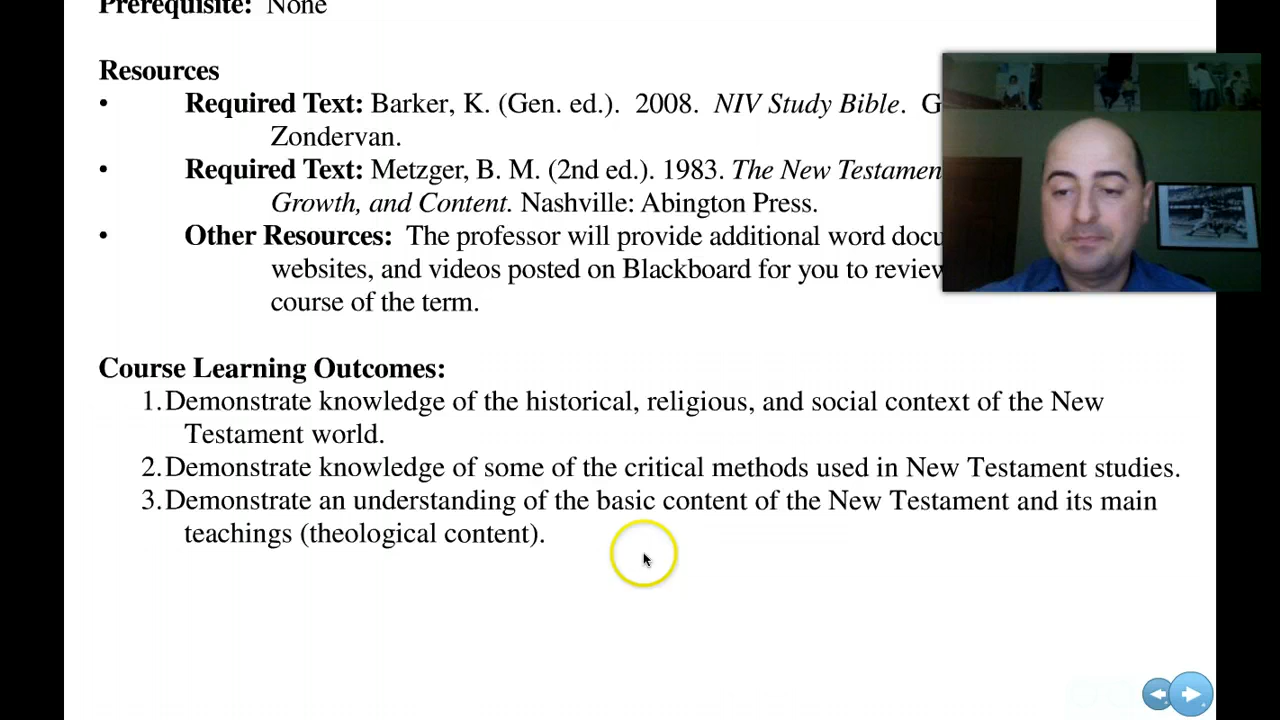 Prerequisite: None
Resources
• Required Text: Barker, K. (Gen. ed.). 2008. NIV Study Bible. G
Zondervan.
• Required Text: Metzger, B. M. (2nd ed.). 1983. The New Testamen
Growth, and Content. Nashville: Abington Press.
• Other Resources: The professor will provide additional word docu
websites, and videos posted on Blackboard for you to review
course of the term.
Course Learning Outcomes:
1.Demonstrate knowledge of the historical, religious, and social context of the New
Testament world.
2.Demonstrate knowledge of some of the critical methods used in New Testament studies.
3.Demonstrate an understanding of the basic content of the New Testament and its main
teachings (theological content).